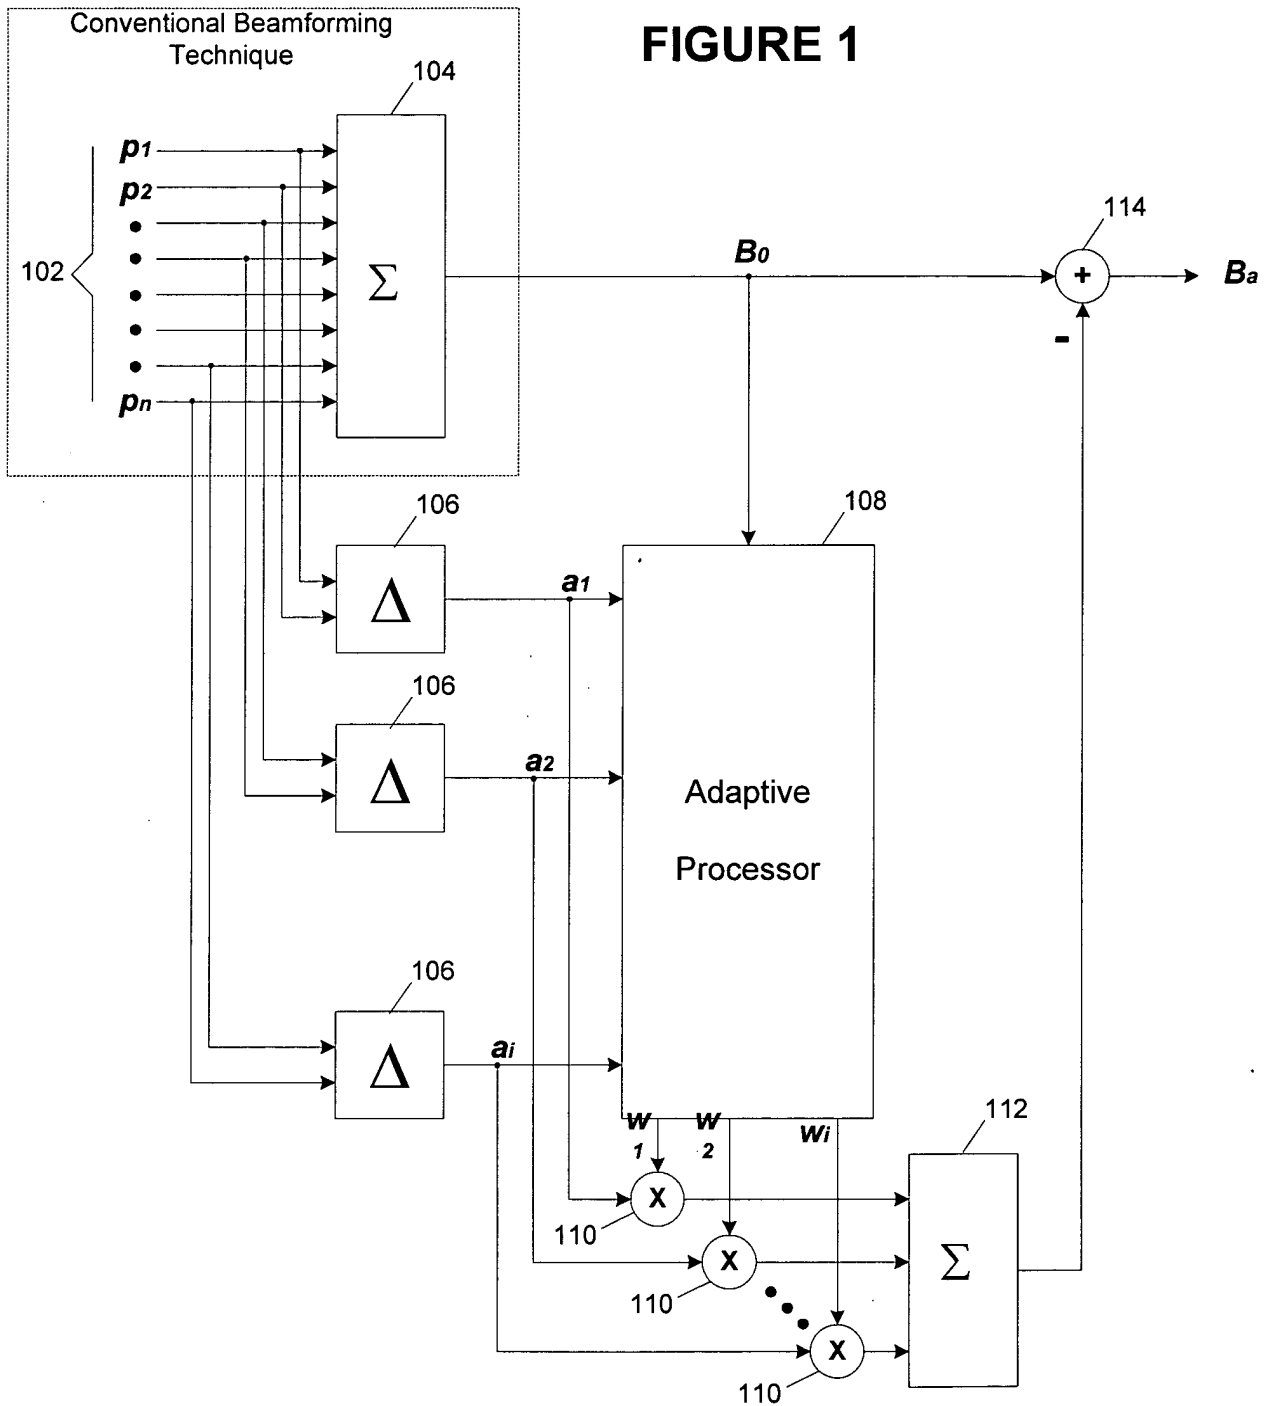 Conventional Beamforming
Technique
FIGURE 1
104
p1
p2
102
pn
Σ
B0
114
+
Ba
-
106
Δ
a1
108
106
Δ
a2
Adaptive
Processor
106
Δ
ai
w
1
w
2
wi
112
X
110
X
110
Σ
X
110